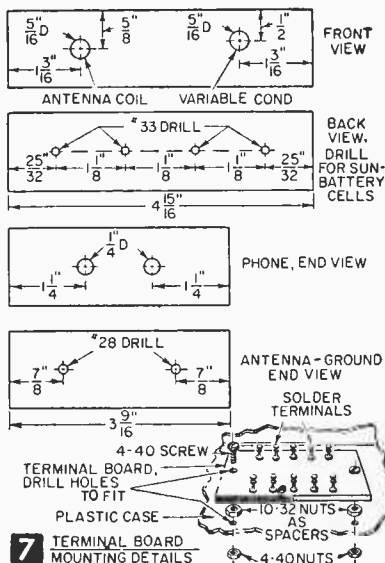 5"/16 D
5"/8
5"/16 D
1"/2
FRONT
VIEW
1 3"/16
1 3"/16
ANTENNA COIL VARIABLE COND
#33 DRILL
BACK
VIEW,
DRILL
FOR SUN-
BATTERY
CELLS
25"/32 1 1"/8 1 1"/8 1 1"/8 25"/32
4 15"/16
1"/4 D
1 1"/4 1 1"/4
PHONE, END VIEW
#28 DRILL
7"/8 7"/8
ANTENNA-GROUND
END VIEW
3 9"/16
SOLDER
TERMINALS
4-40 SCREW
TERMINAL BOARD,
DRILL HOLES
TO FIT
PLASTIC CASE
10-32 NUTS
AS
SPACERS
4-40 NUTS
7 TERMINAL BOARD
MOUNTING DETAILS